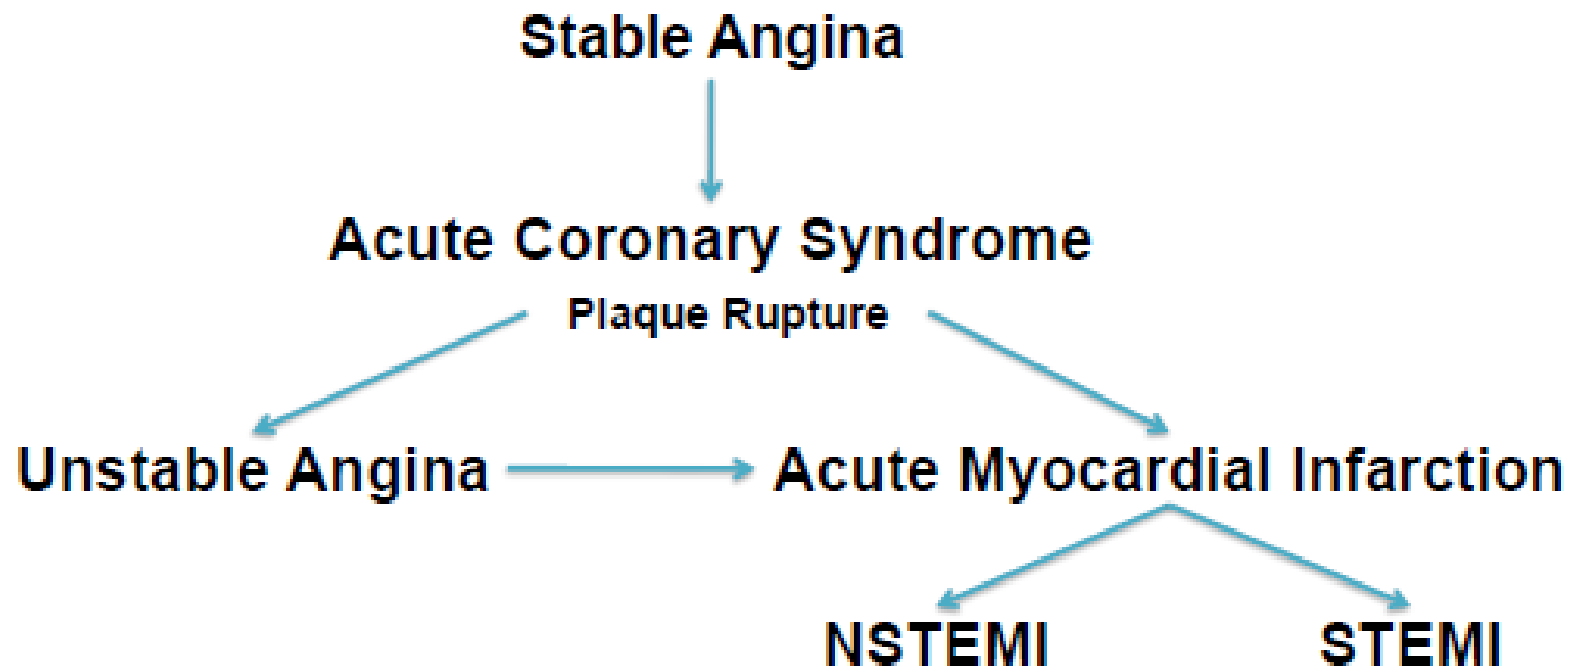 Stable Angina
Acute Coronary Syndrome
Plaque Rupture
Unstable Angina
Acute Myocardial Infarction
NSTEMI
STEMI